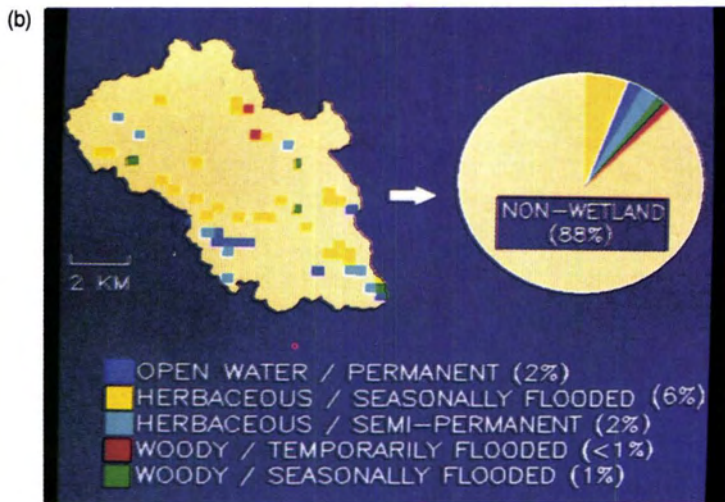 (b)
NON-WETLAND
(88%)
2 KM
OPEN WATER / PERMANENT (2%)
HERBACEOUS / SEASONALLY FLOODED (6%)
HERBACEOUS / SEMI-PERMANENT (2%)
WOODY / TEMPORARILY FLOODED (<1%)
WOODY / SEASONALLY FLOODED (1%)